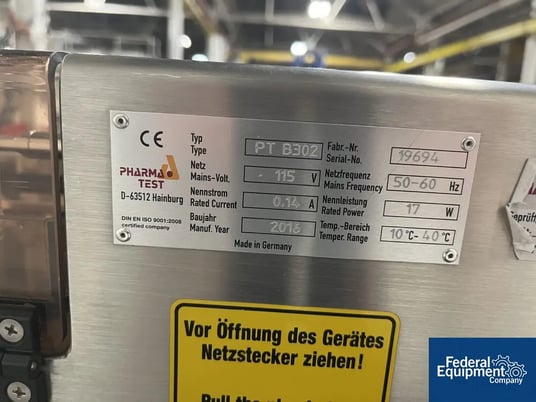 CE
PHARMA
TEST
D-63512 Hainburg
DIN EN ISO 9001:2008
certified company
Typ
Type
PT B302
Fabr.-Nr.
Serial-No.
19694
Netz
Mains-Volt.
115 V
Netzfrequenz
Mains Frequency
50-60 Hz
Nennstrom
Rated Current
0,14 A
Nennleistung
Rated Power
17 W
Baujahr
Manuf. Year
2016
Temp.-Bereich
Temper. Range
10°C- 40°C
Made in Germany
Vor Öffnung des Gerätes
Netzstecker ziehen!
Federal
Equipment
Company